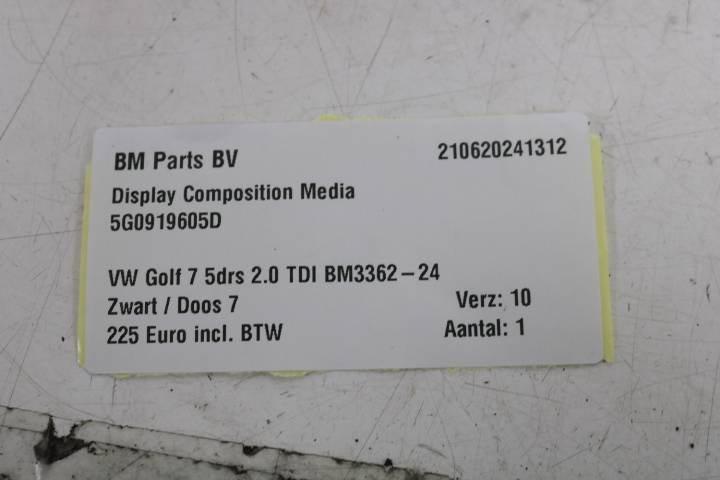 BM Parts BV 210620241312
Display Composition Media
5G0919605D
VW Golf 7 5drs 2.0 TDI BM3362-24
Zwart / Doos 7 Verz: 10
225 Euro incl. BTW Aantal: 1